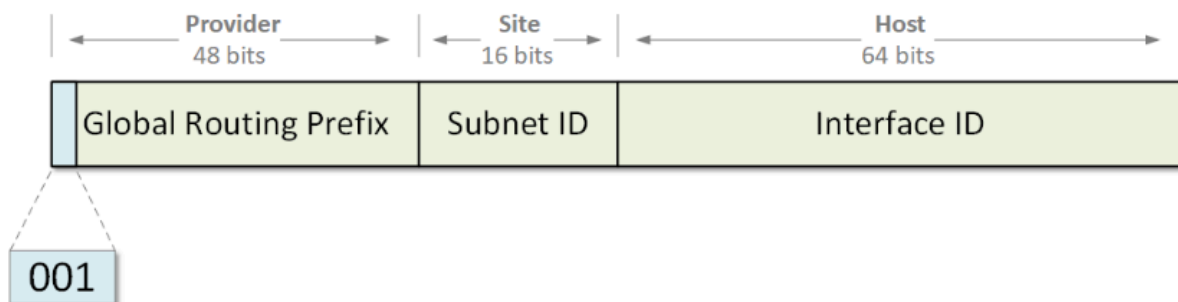 Provider Site Host
48 bits 16 bits 64 bits
Global Routing Prefix Subnet ID Interface ID
001